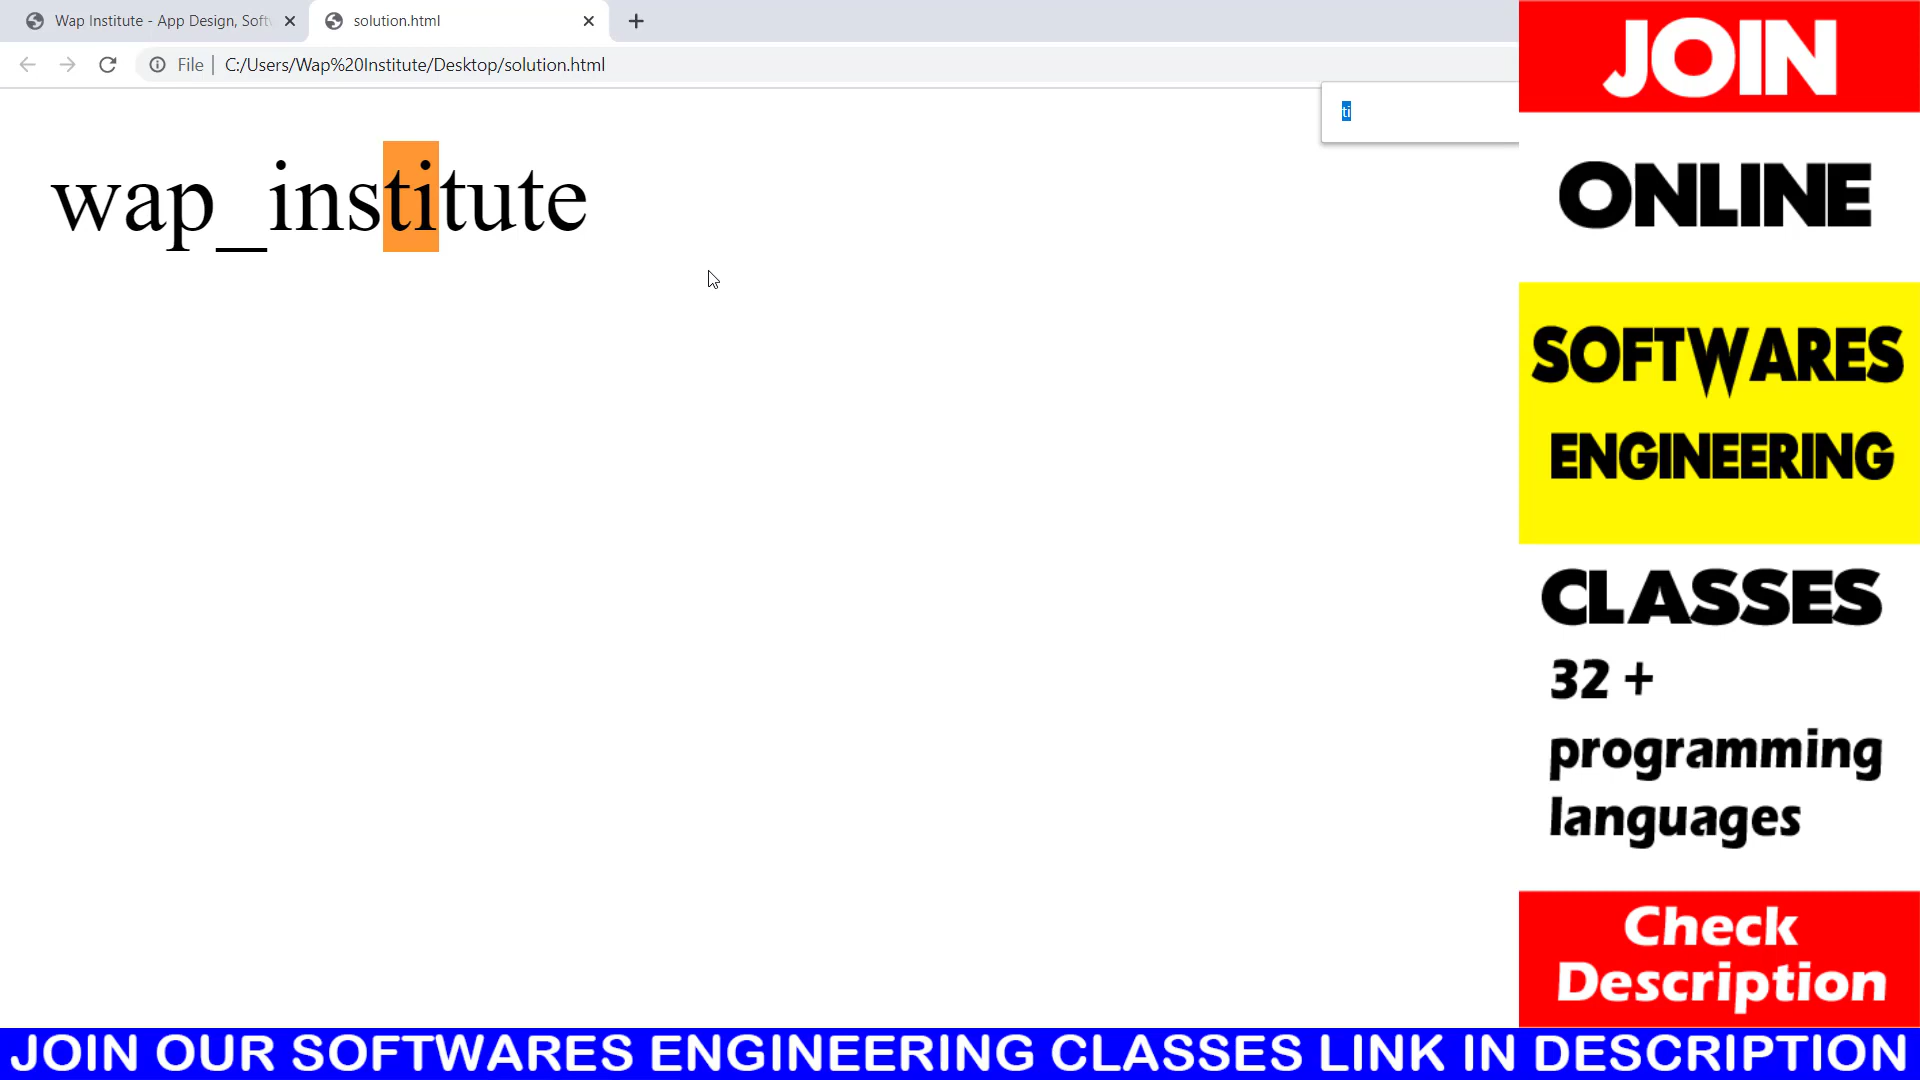 Wap Institute - App Design, Soft
solution.html
File
C:/Users/Wap%20Institute/Desktop/solution.html
ti
wap_institute
JOIN
ONLINE
SOFTWARES
ENGINEERING
CLASSES
32 +
programming
languages
Check
Description
JOIN OUR SOFTWARES ENGINEERING CLASSES LINK IN DESCRIPTION